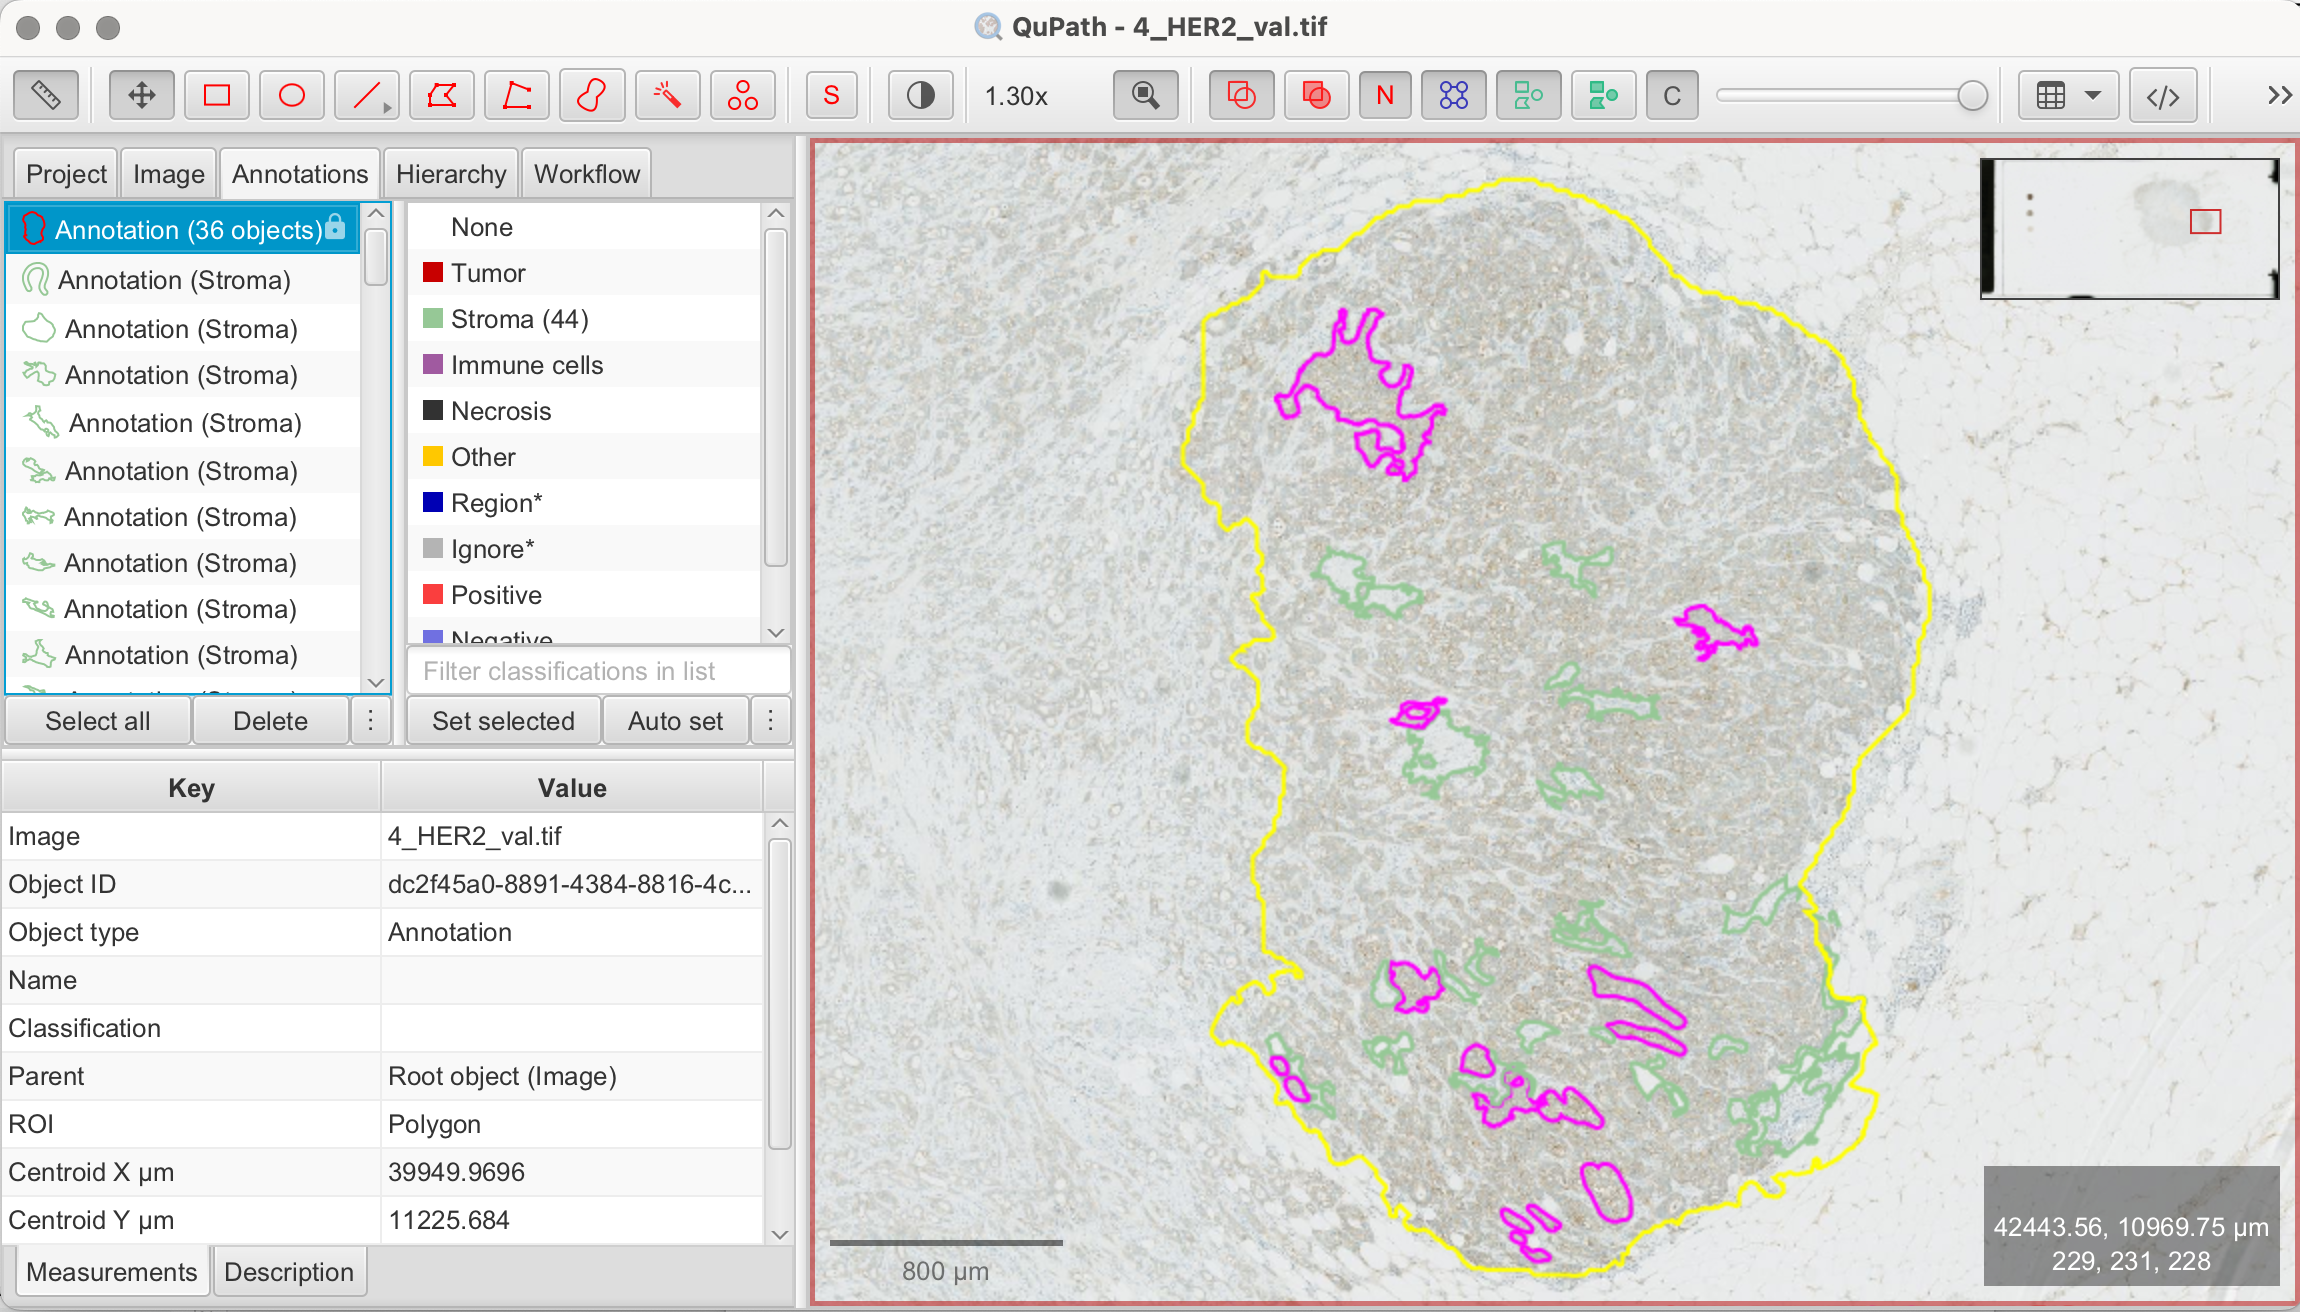 QuPath - 4_HER2_val.tif
S
1.30x
N
C
Project
Image
Annotations
Hierarchy
Workflow
Annotation (36 objects)
Annotation (Stroma)
Annotation (Stroma)
Annotation (Stroma)
Annotation (Stroma)
Annotation (Stroma)
Annotation (Stroma)
Annotation (Stroma)
Annotation (Stroma)
Annotation (Stroma)
None
Tumor
Stroma (44)
Immune cells
Necrosis
Other
Region*
Ignore*
Positive
Negative
Filter classifications in list
Select all
Delete
Set selected
Auto set
Key
Value
Image
4_HER2_val.tif
Object ID
dc2f45a0-8891-4384-8816-4c...
Object type
Annotation
Name
Classification
Parent
Root object (Image)
ROI
Polygon
Centroid X µm
39949.9696
Centroid Y µm
11225.684
Measurements
Description
800 µm
42443.56, 10969.75 µm
229, 231, 228